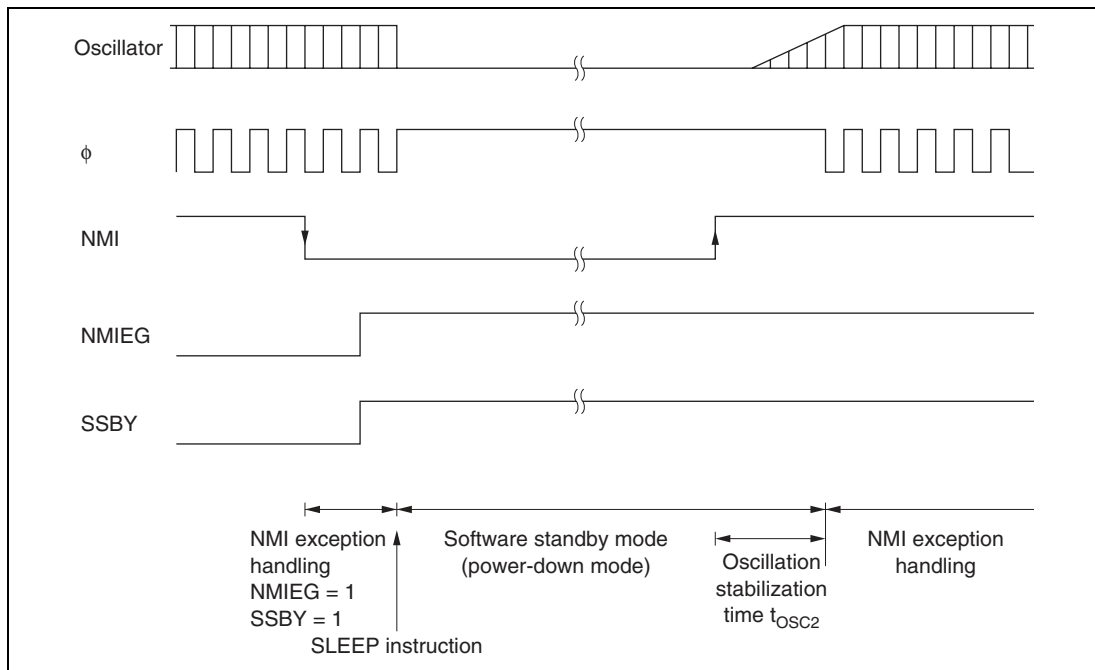 Oscillator
φ
NMI
NMIEG
SSBY
NMI exception
handling
NMIEG = 1
SSBY = 1
SLEEP instruction
Software standby mode
(power-down mode)
Oscillation
stabilization
time tOSC2
NMI exception
handling